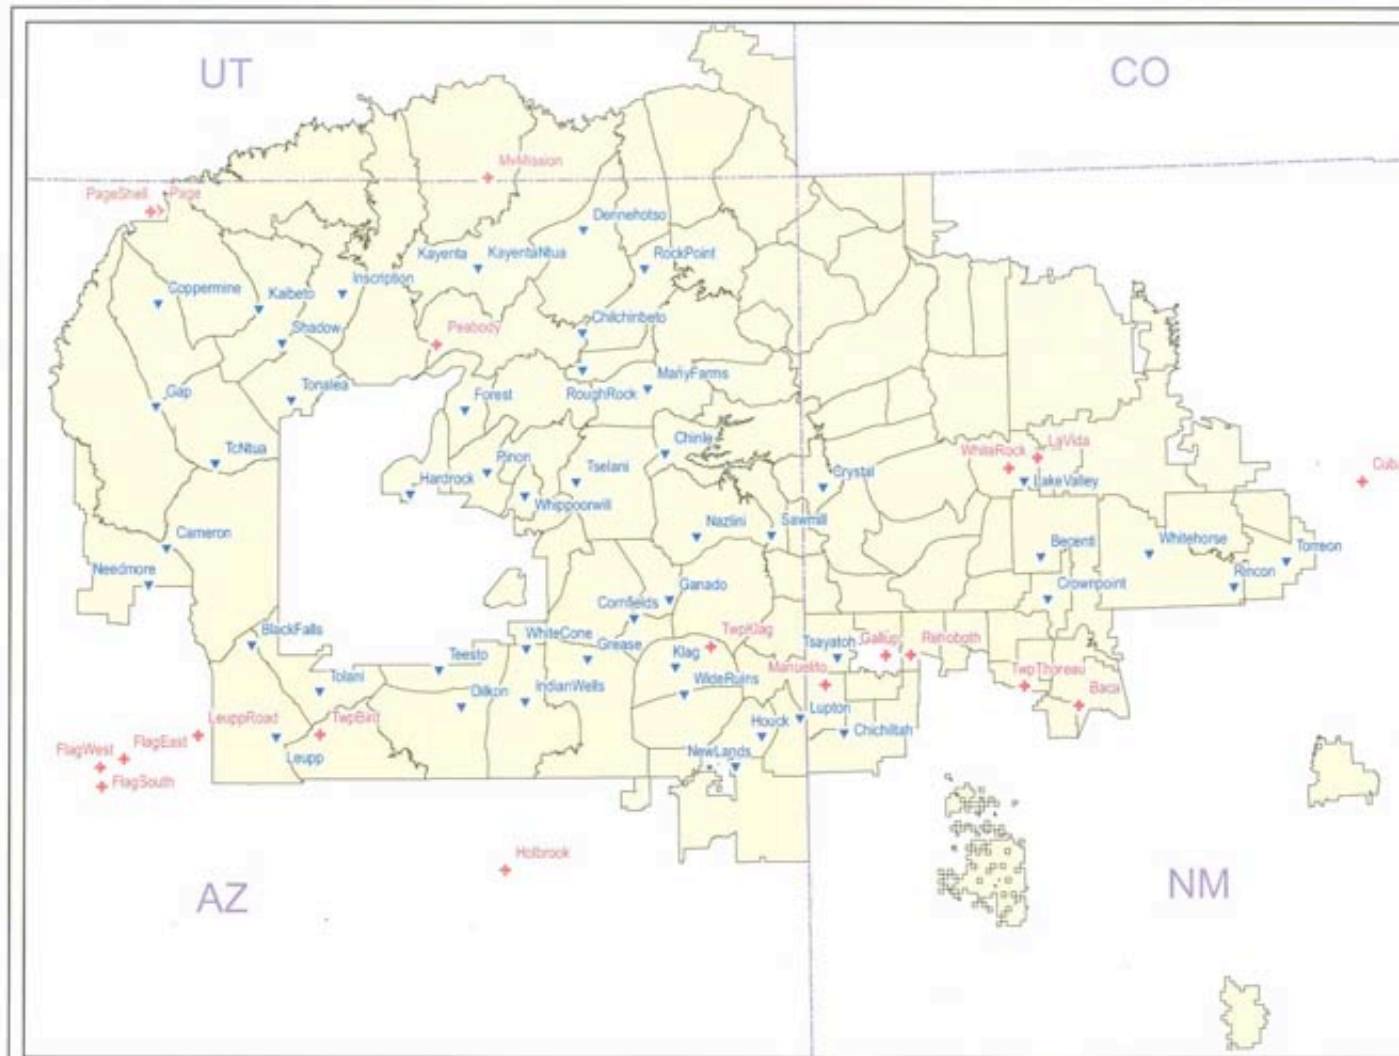 UT
CO
MvMission
PageShell
Page
Dennehotso
Kayenta
KayentaNtua
RockPoint
Inscription
Coppermine
Kaibeto
Shadow
Chilchinbeto
Peabody
ManyFarms
RoughRock
Gap
Tonalea
Forest
Chinle
LaVida
WhiteRock
Cub
TcNtua
Pinon
Tselani
Hardrock
Crystal
LakeValley
Whippoorwill
Nazlini
Sawmill
Cameron
Becenti
Whitehorse
Torreon
Needmore
Rincon
Ganado
Crownpoint
Cornfields
BlackFalls
WhiteCone
TwpKlag
Grease
Klag
Tsayatoh
Gallup
Rehoboth
Teesto
Manuelito
TwpThoreau
Tolani
Dilkon
IndianWells
WideRuins
Baca
LeuppRoad
TwpBird
Houck
Lupton
Chichiltah
FlagWest
FlagEast
Leupp
NewLands
FlagSouth
Holbrook
AZ
NM